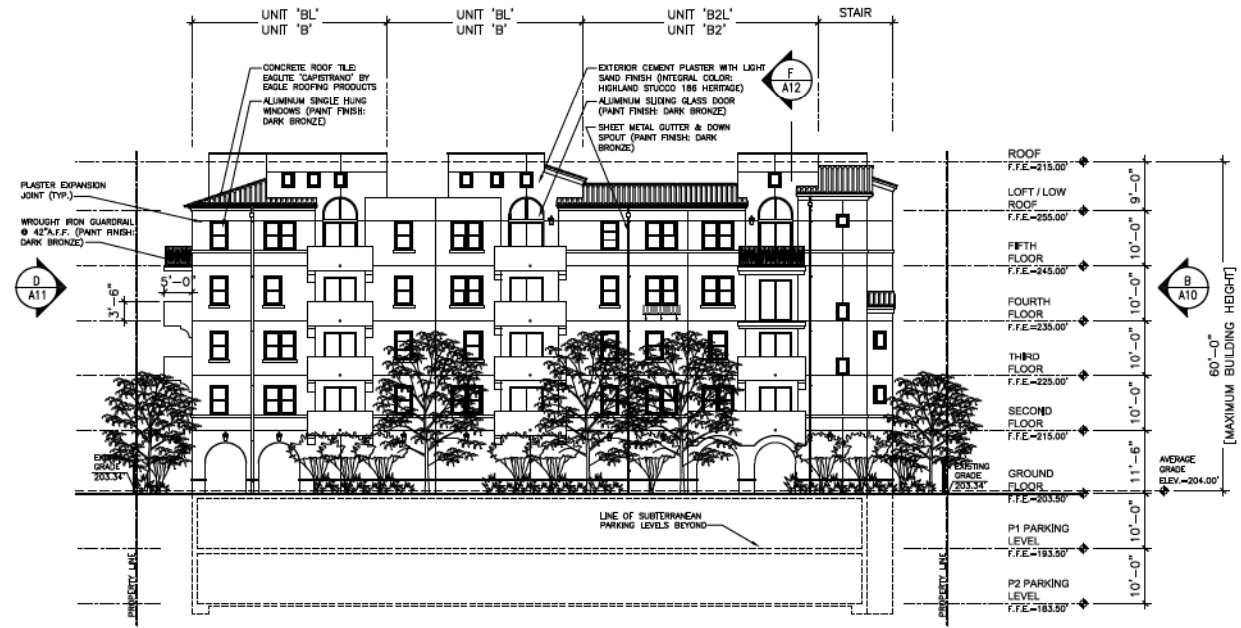 UNIT 'BL'
UNIT 'B'
UNIT 'BL'
UNIT 'B'
UNIT 'B2L'
UNIT 'B2'
STAIR
CONCRETE ROOF TILE:
EAGLITE 'CAPISTRANO' BY
EAGLE ROOFING PRODUCTS
ALUMINUM SINGLE HUNG
WINDOWS (PAINT FINISH:
DARK BRONZE)
EXTERIOR CEMENT PLASTER WITH LIGHT
SAND FINISH (INTEGRAL COLOR:
HIGHLAND STUCCO 186 HERITAGE)
ALUMINUM SLIDING GLASS DOOR
(PAINT FINISH: DARK BRONZE)
SHEET METAL GUTTER & DOWN
SPOUT (PAINT FINISH: DARK
BRONZE)
F
A12
PLASTER EXPANSION
JOINT (TYP.)
WROUGHT IRON GUARDRAIL
@ 42"A.F.F. (PAINT FINISH:
DARK BRONZE)
D
A11
5'-0"
3'-6"
ROOF
F.F.E.=215.00'
9'-0"
LOFT / LOW
ROOF
F.F.E.=255.00'
10'-0"
FIFTH
FLOOR
F.F.E.=245.00'
10'-0"
FOURTH
FLOOR
F.F.E.=235.00'
10'-0"
THIRD
FLOOR
F.F.E.=225.00'
10'-0"
SECOND
FLOOR
F.F.E.=215.00'
11'-6"
GROUND
FLOOR
F.F.E.=203.50'
10'-0"
P1 PARKING
LEVEL
F.F.E.=193.50'
10'-0"
P2 PARKING
LEVEL
F.F.E.=183.50'
B
A10
60'-0"
[MAXIMUM BUILDING HEIGHT]
AVERAGE
GRADE
ELEV.=204.00'
GRADE
203.34'
EXISTING
GRADE
203.34'
LINE OF SUBTERRANEAN
PARKING LEVELS BEYOND
PROPERTY LINE
PROPERTY LINE